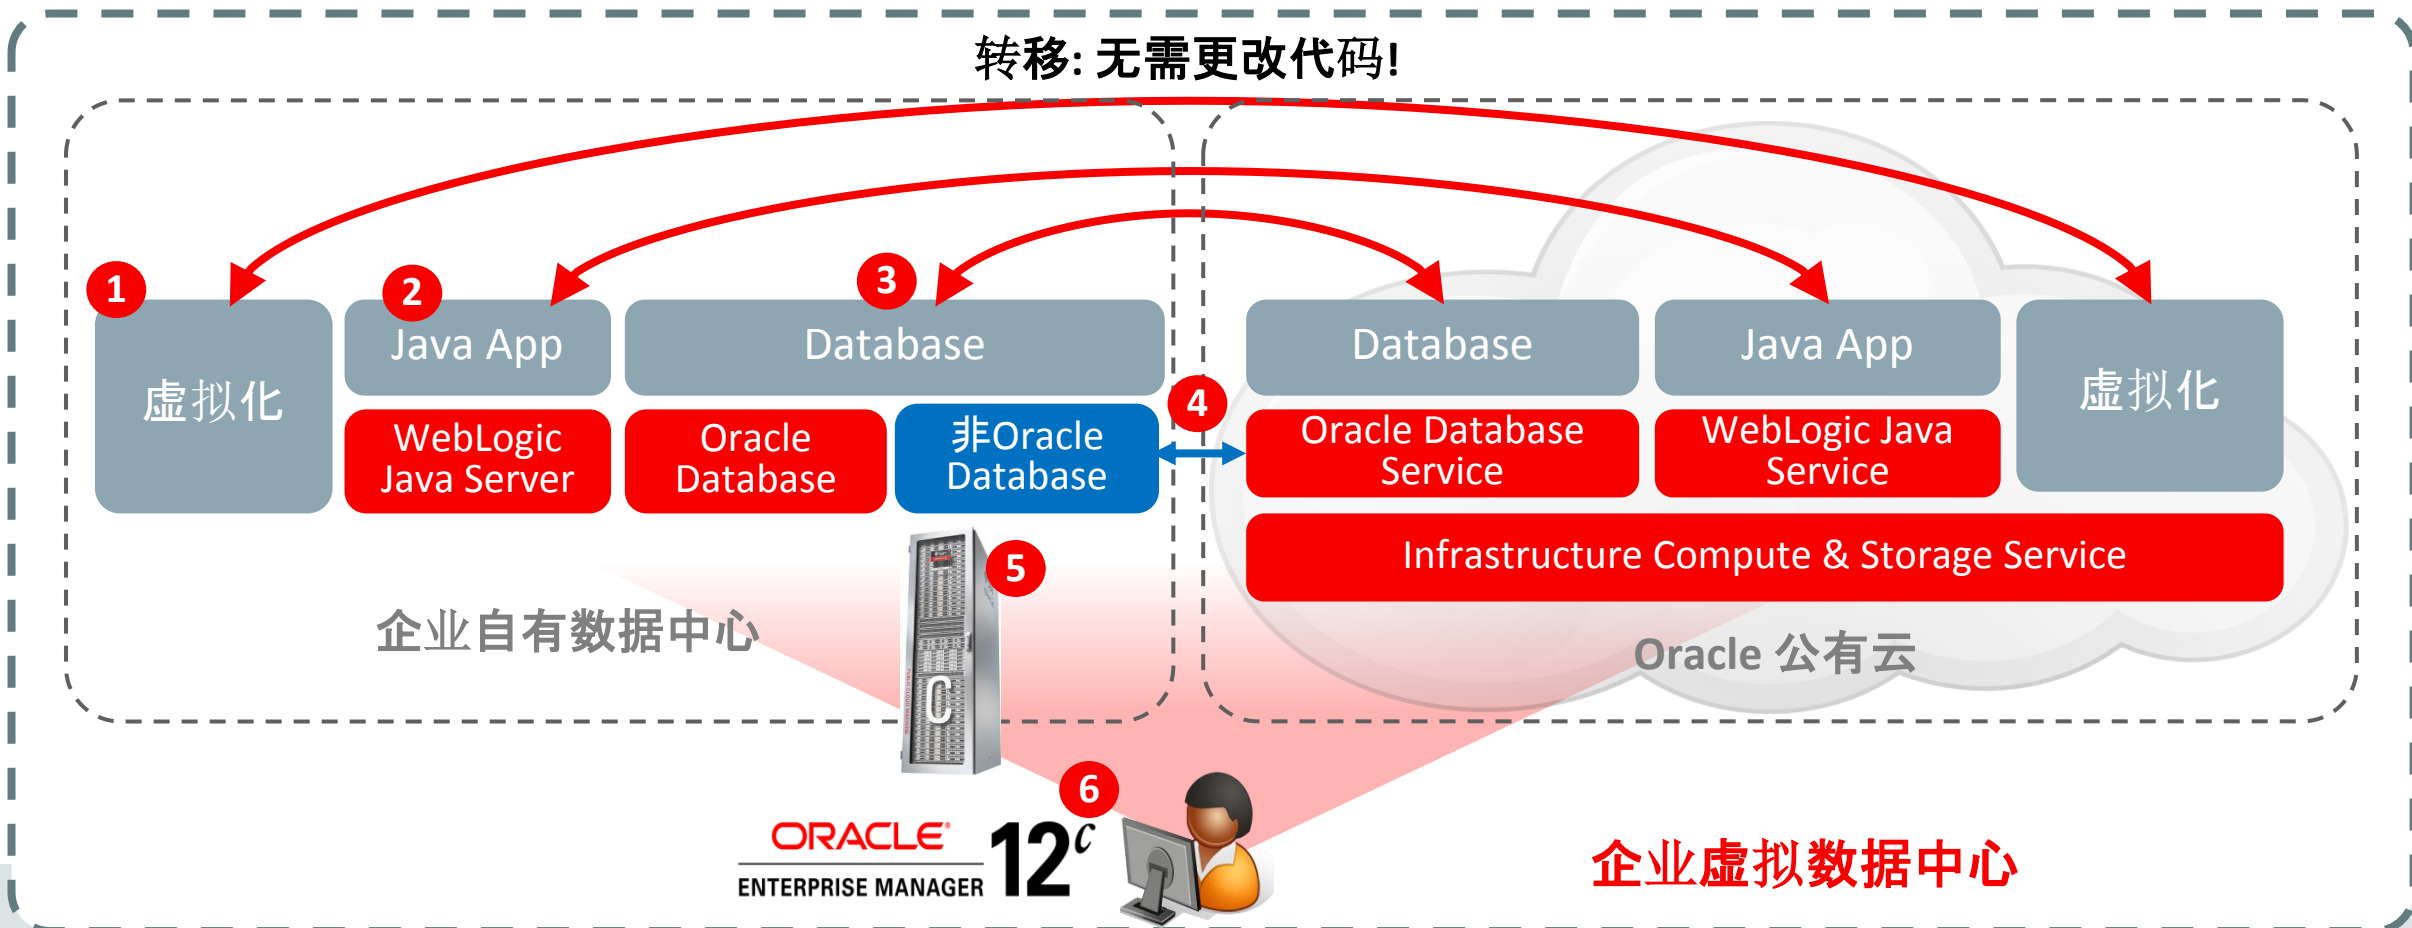 转移: 无需更改代码!
1
2
3
虚拟化
Java App
Database
WebLogic
Java Server
Oracle
Database
非Oracle
Database
4
Database
Java App
虚拟化
Oracle Database
Service
WebLogic Java
Service
Infrastructure Compute & Storage Service
5
企业自有数据中心
Oracle 公有云
C
6
ORACLE
ENTERPRISE MANAGER
12c
企业虚拟数据中心